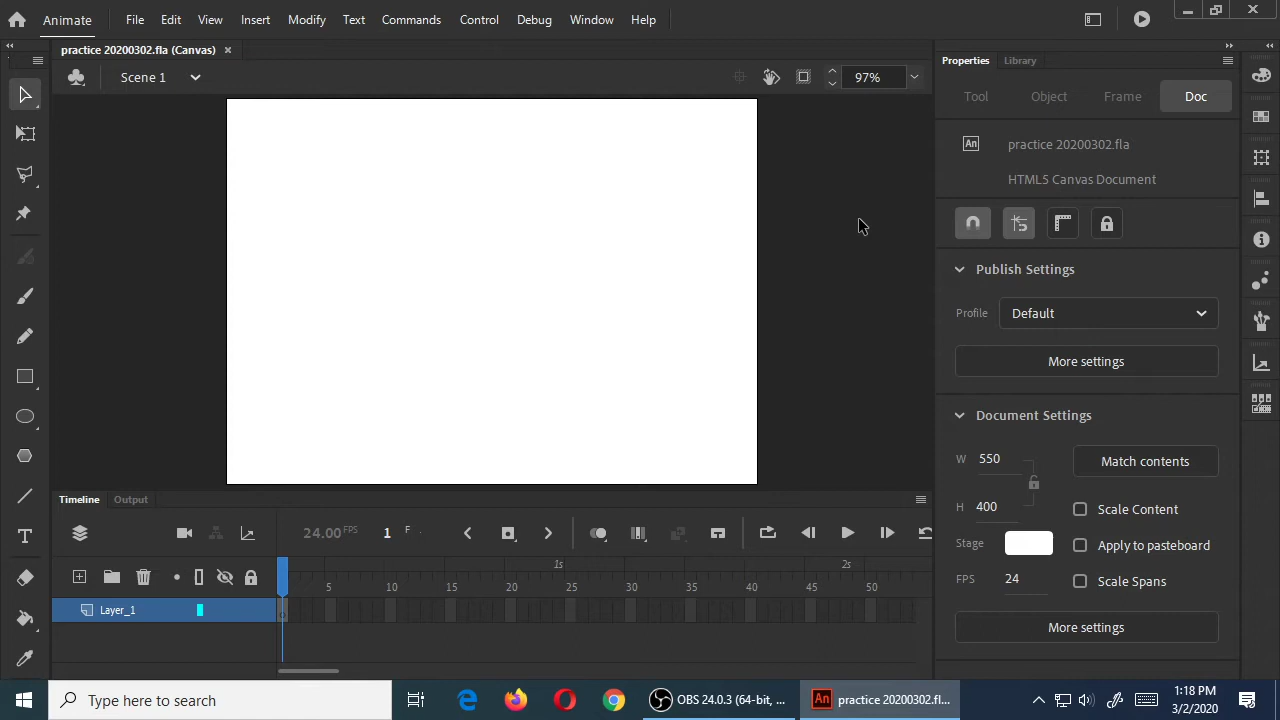 Animate File Edit View Insert Modify Text Commands Control Debug Window Help
practice 20200302.fla (Canvas)
Scene 1 97%
Properties Library
Tool Object Frame Doc
An practice 20200302.fla
HTML5 Canvas Document
Publish Settings
Profile Default
More settings
Document Settings
W 550 Match contents
H 400 Scale Content
Stage Apply to pasteboard
FPS 24 Scale Spans
More settings
Timeline Output
24.00 FPS 1 F
1s 2s
5 10 15 20 25 30 35 40 45 50
Layer_1
Type here to search
OBS 24.0.3 (64-bit, ...
An practice 20200302.fl...
1:18 PM
3/2/2020